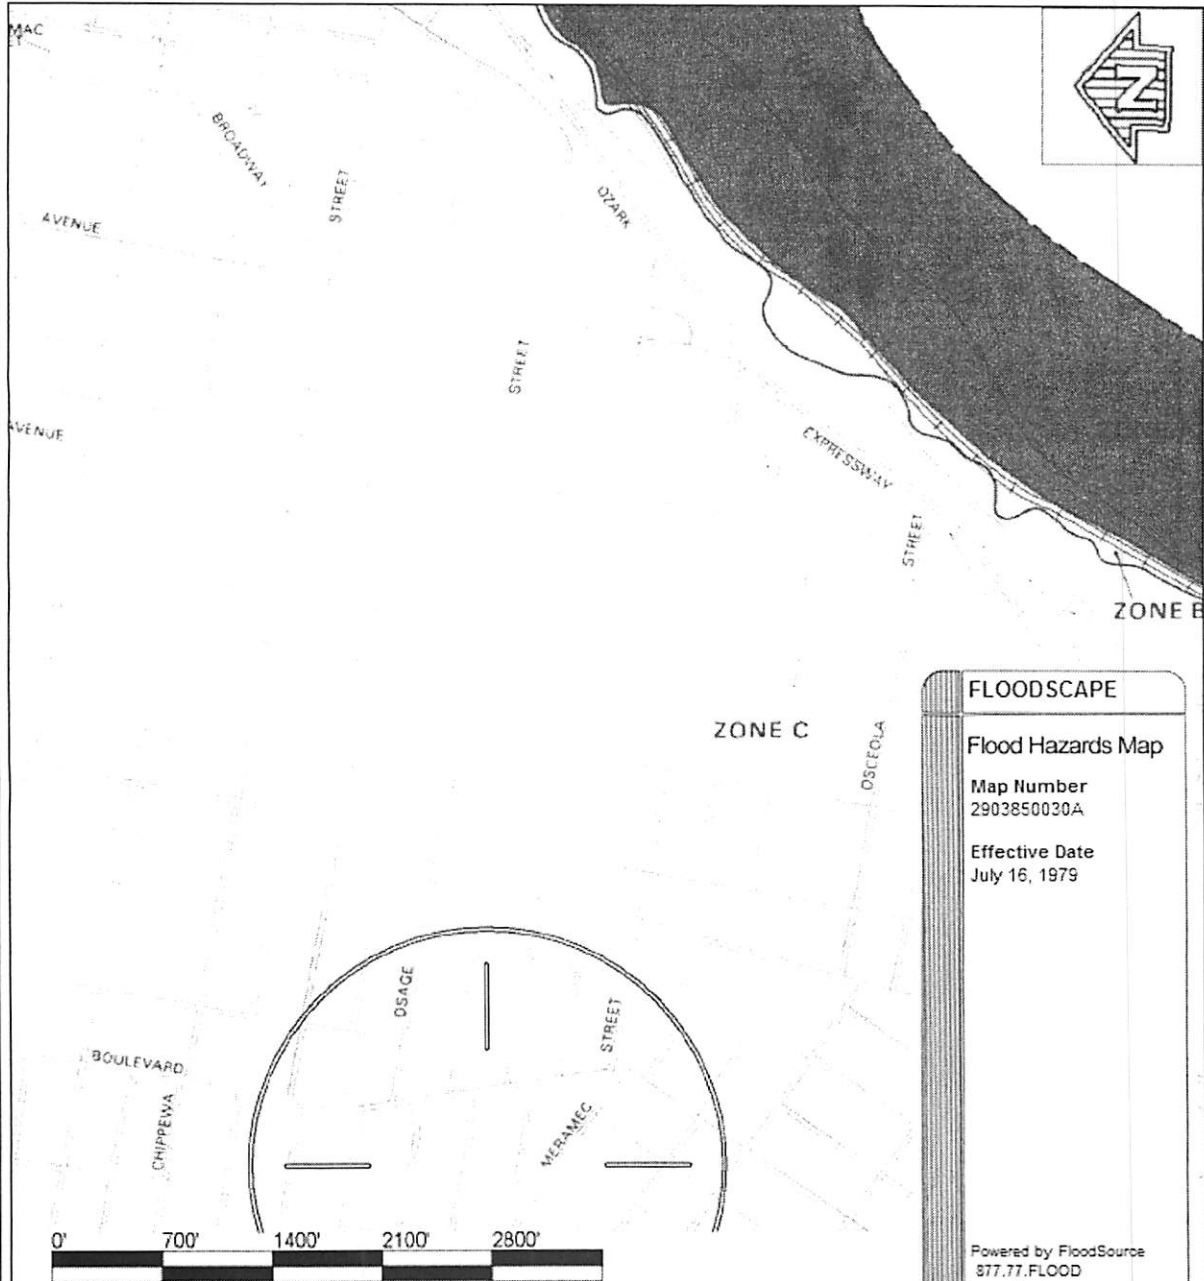 MAC
ET
N
BROADWAY
STREET
AVENUE
OZARK
STREET
AVENUE
EXPRESSWAY
STREET
ZONE B
FLOODSCAPE
ZONE C
OSCEOLA
Flood Hazards Map
Map Number
2903850030A
Effective Date
July 16, 1979
OSAGE
STREET
BOULEVARD
CHIPPEWA
MERAMEC
0' 700' 1400' 2100' 2800'
Powered by FloodSource
877.77.FLOOD